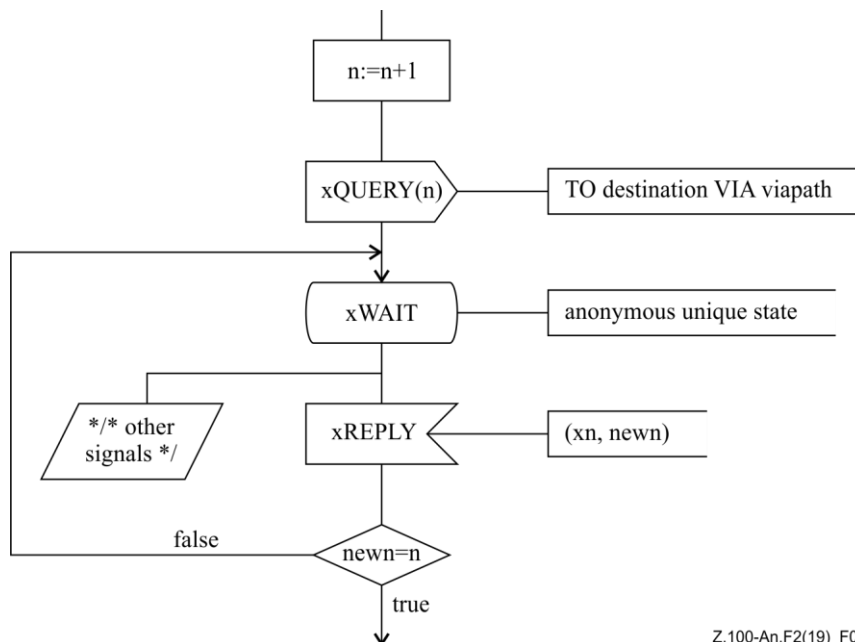 n:=n+1
xQUERY(n)
TO destination VIA viapath
xWAIT
anonymous unique state
*/* other
signals */
xREPLY
(xn, newn)
false
newn=n
true
Z.100-An.F2(19)_F0